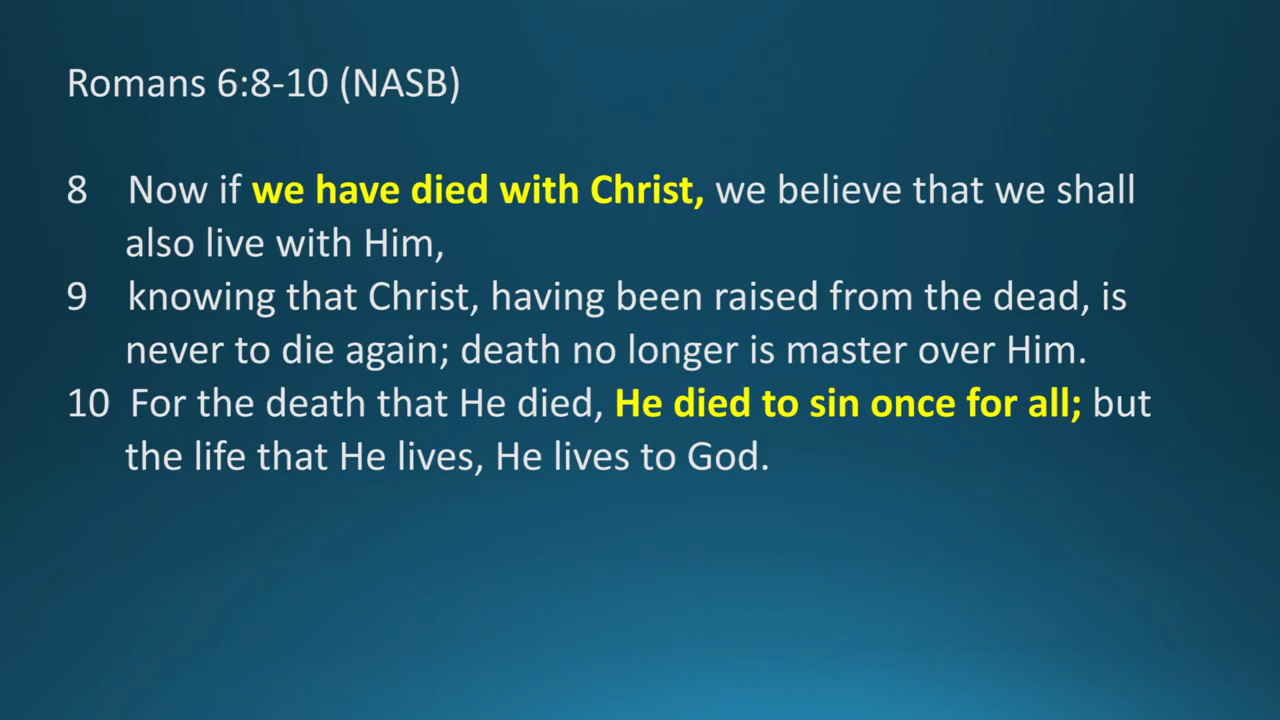 Romans 6:8-10 (NASB)
8 Now if we have died with Christ, we believe that we shall
also live with Him,
9 knowing that Christ, having been raised from the dead, is
never to die again; death no longer is master over Him.
10 For the death that He died, He died to sin once for all; but
the life that He lives, He lives to God.